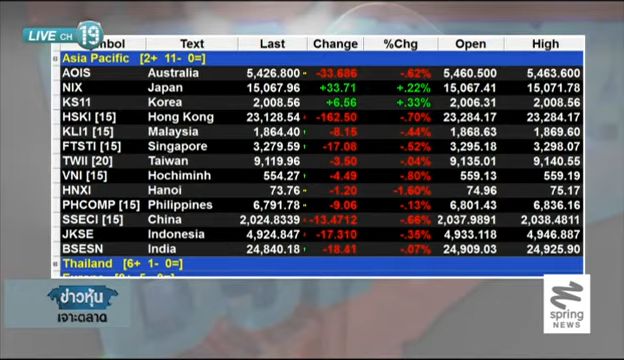 LIVE CH 19
Symbol Text Last Change %Chg Open High
Asia Pacific [2+ 11- 0=]
AOIS Australia 5,426.800 -33.686 -.62% 5,460.500 5,463.600
NIX Japan 15,067.96 +33.71 +.22% 15,067.41 15,071.78
KS11 Korea 2,008.56 +6.56 +.33% 2,006.31 2,008.56
HSKI [15] Hong Kong 23,128.54 -162.50 -.70% 23,284.17 23,284.17
KLI1 [15] Malaysia 1,864.40 -8.15 -.44% 1,868.63 1,869.60
FTSTI [15] Singapore 3,279.59 -17.08 -.52% 3,295.18 3,298.07
TWII [20] Taiwan 9,119.96 -3.50 -.04% 9,135.01 9,140.55
VNI [15] Hochiminh 554.27 -4.49 -.80% 559.13 559.19
HNXI Hanoi 73.76 -1.20 -1.60% 74.96 75.17
PHCOMP [15] Philippines 6,791.78 -9.06 -.13% 6,801.43 6,836.16
SSECI [15] China 2,024.8339 -13.4712 -.66% 2,037.9891 2,038.4811
JKSE Indonesia 4,924.847 -17.310 -.35% 4,933.118 4,946.887
BSESN India 24,840.18 -18.41 -.07% 24,909.03 24,925.90
Thailand [6+ 1- 0=]
ข่าวหุ้น
เจาะตลาด
spring
NEWS